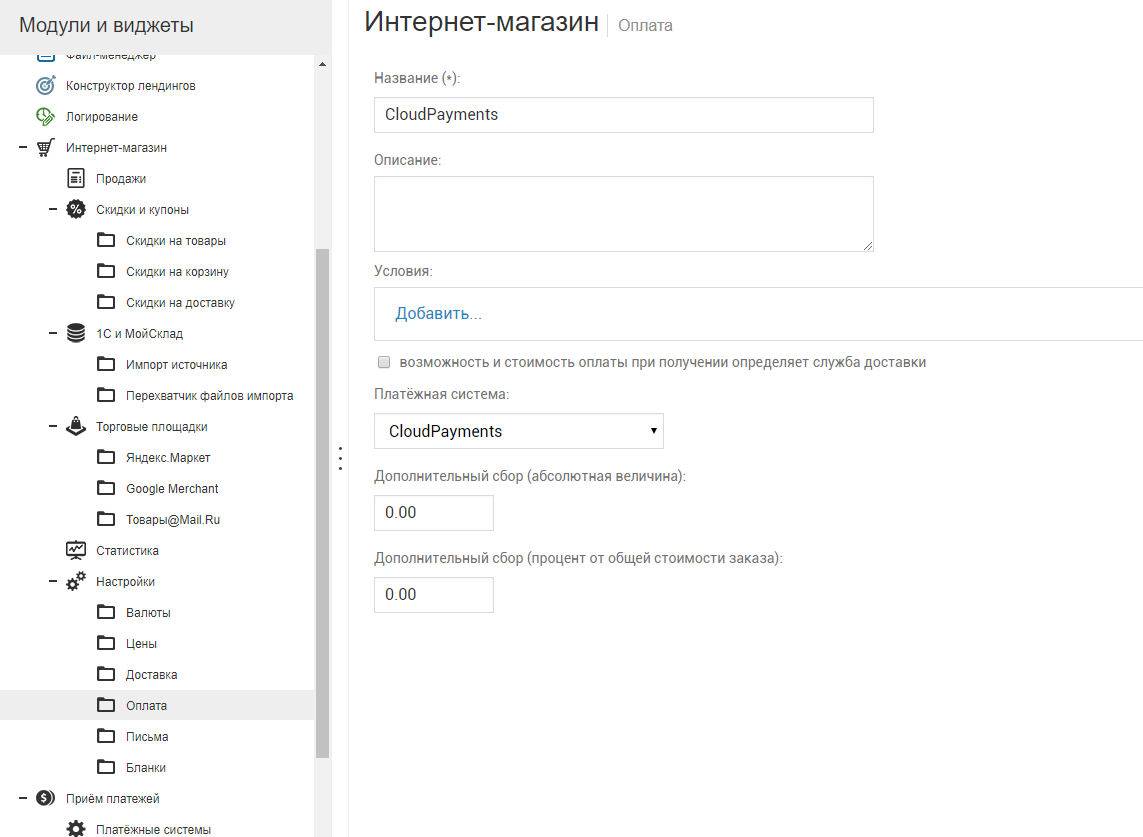 Модули и виджеты
Файл-менеджер
Конструктор лендингов
Логирование
Интернет-магазин
Продажи
Скидки и купоны
Скидки на товары
Скидки на корзину
Скидки на доставку
1С и МойСклад
Импорт источника
Перехватчик файлов импорта
Торговые площадки
Яндекс.Маркет
Google Merchant
Товары@Mail.Ru
Статистика
Настройки
Валюты
Цены
Доставка
Оплата
Письма
Бланки
Приём платежей
Платёжные системы
Интернет-магазин Оплата
Название (*):
CloudPayments
Описание:
Условия:
Добавить...
возможность и стоимость оплаты при получении определяет служба доставки
Платёжная система:
CloudPayments
Дополнительный сбор (абсолютная величина):
0.00
Дополнительный сбор (процент от общей стоимости заказа):
0.00